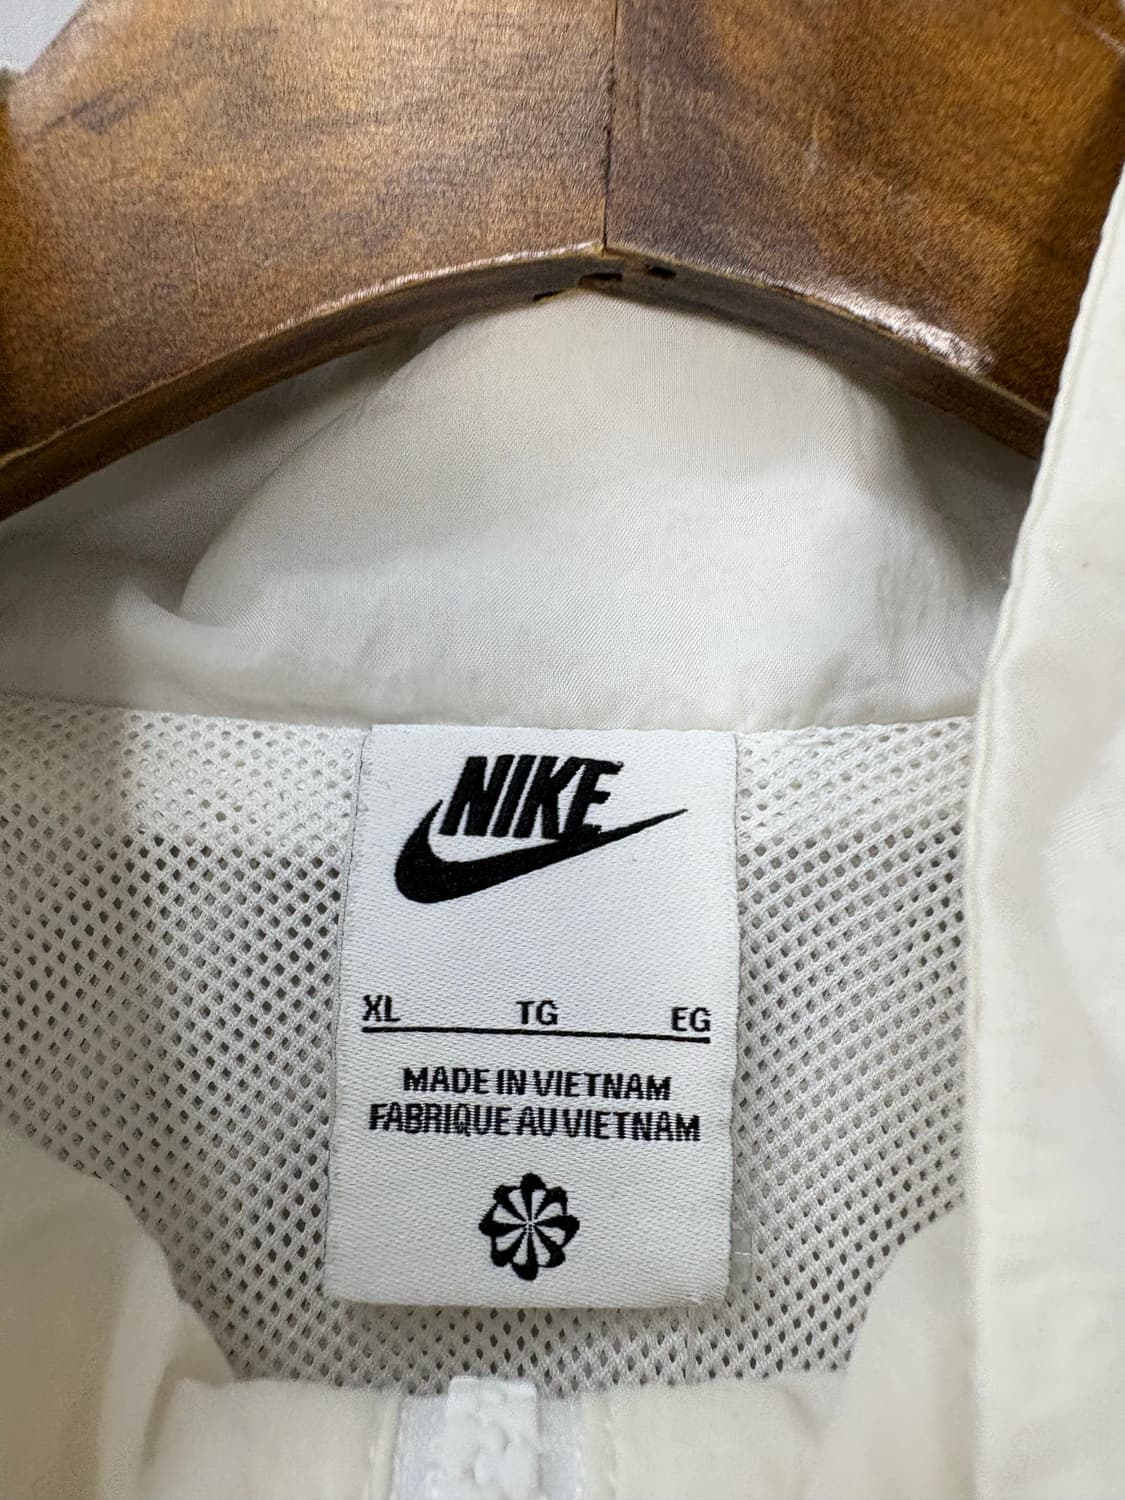 NIKE
XL TG EG
MADE IN VIETNAM
FABRIQUE AU VIETNAM